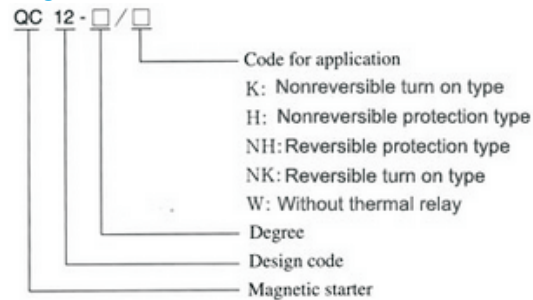 QC 12-□/□
Code for application
K: Nonreversible turn on type
H: Nonreversible protection type
NH: Reversible protection type
NK: Reversible turn on type
W: Without thermal relay
Degree
Design code
Magnetic starter